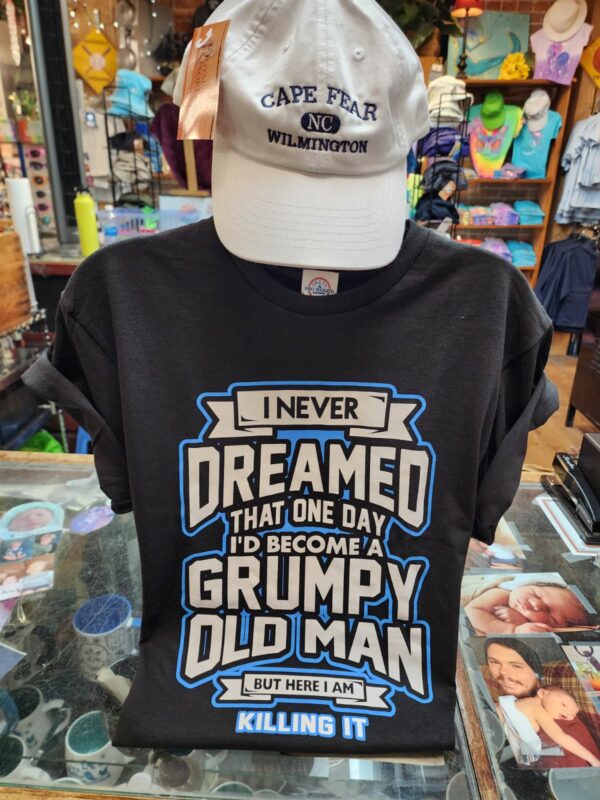 CAPE FEAR
NC
WILMINGTON
I NEVER
DREAMED
THAT ONE DAY
I'D BECOME A
GRUMPY
OLD MAN
BUT HERE I AM
KILLING IT